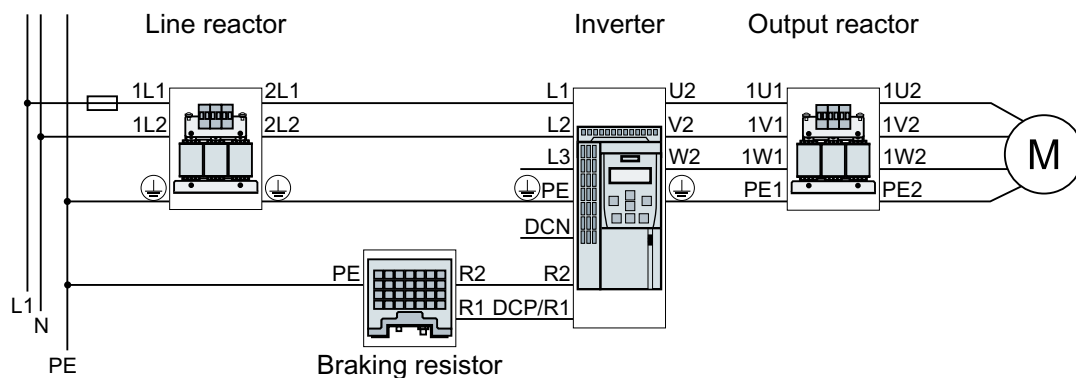 Line reactor Inverter Output reactor
1L1 2L1 L1 U2 1U1 1U2
1L2 2L2 L2 V2 1V1 1V2
L3 W2 1W1 1W2
M
PE PE1 PE2
DCN
PE R2 R2
L1 R1 DCP/R1
N
PE Braking resistor